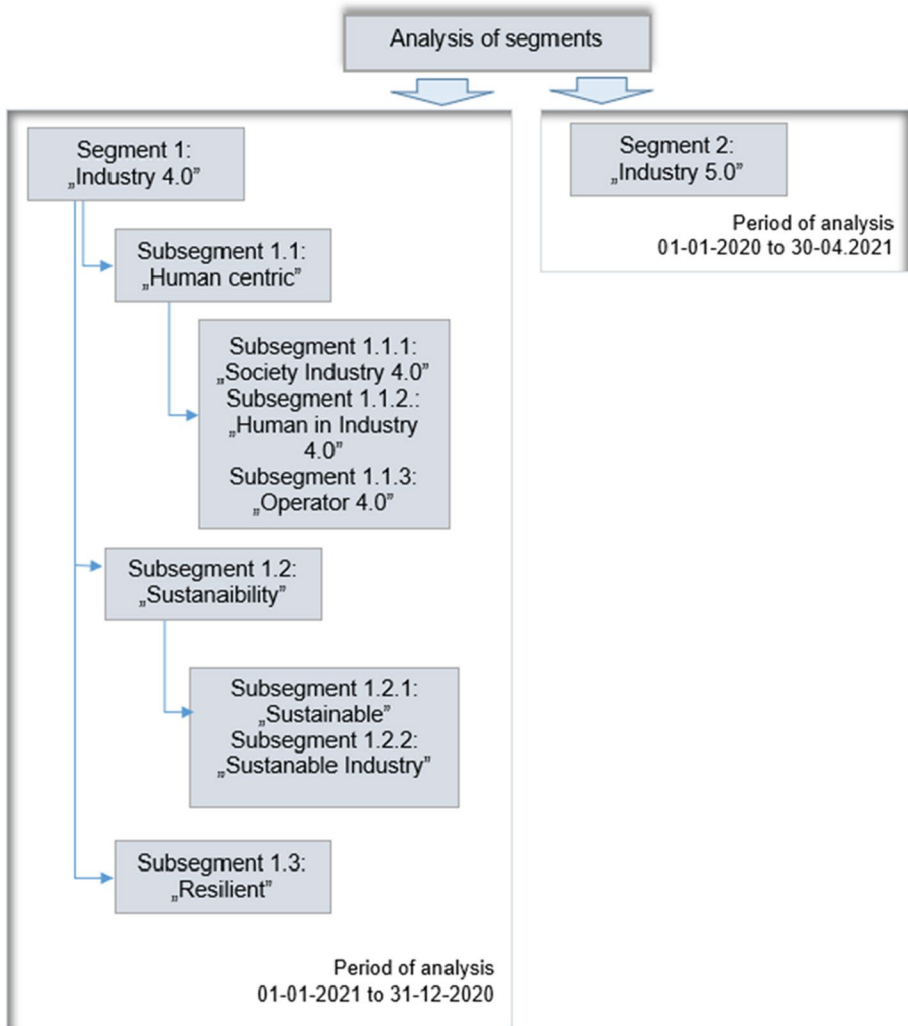 Analysis of segments
Segment 1:
„Industry 4.0”
Subsegment 1.1:
„Human centric”
Subsegment 1.1.1:
„Society Industry 4.0”
Subsegment 1.1.2.:
„Human in Industry
4.0”
Subsegment 1.1.3:
„Operator 4.0”
Subsegment 1.2:
„Sustanaibility”
Subsegment 1.2.1:
„Sustainable”
Subsegment 1.2.2:
„Sustanable Industry”
Subsegment 1.3:
„Resilient”
Period of analysis
01-01-2021 to 31-12-2020
Segment 2:
„Industry 5.0”
Period of analysis
01-01-2020 to 30-04.2021